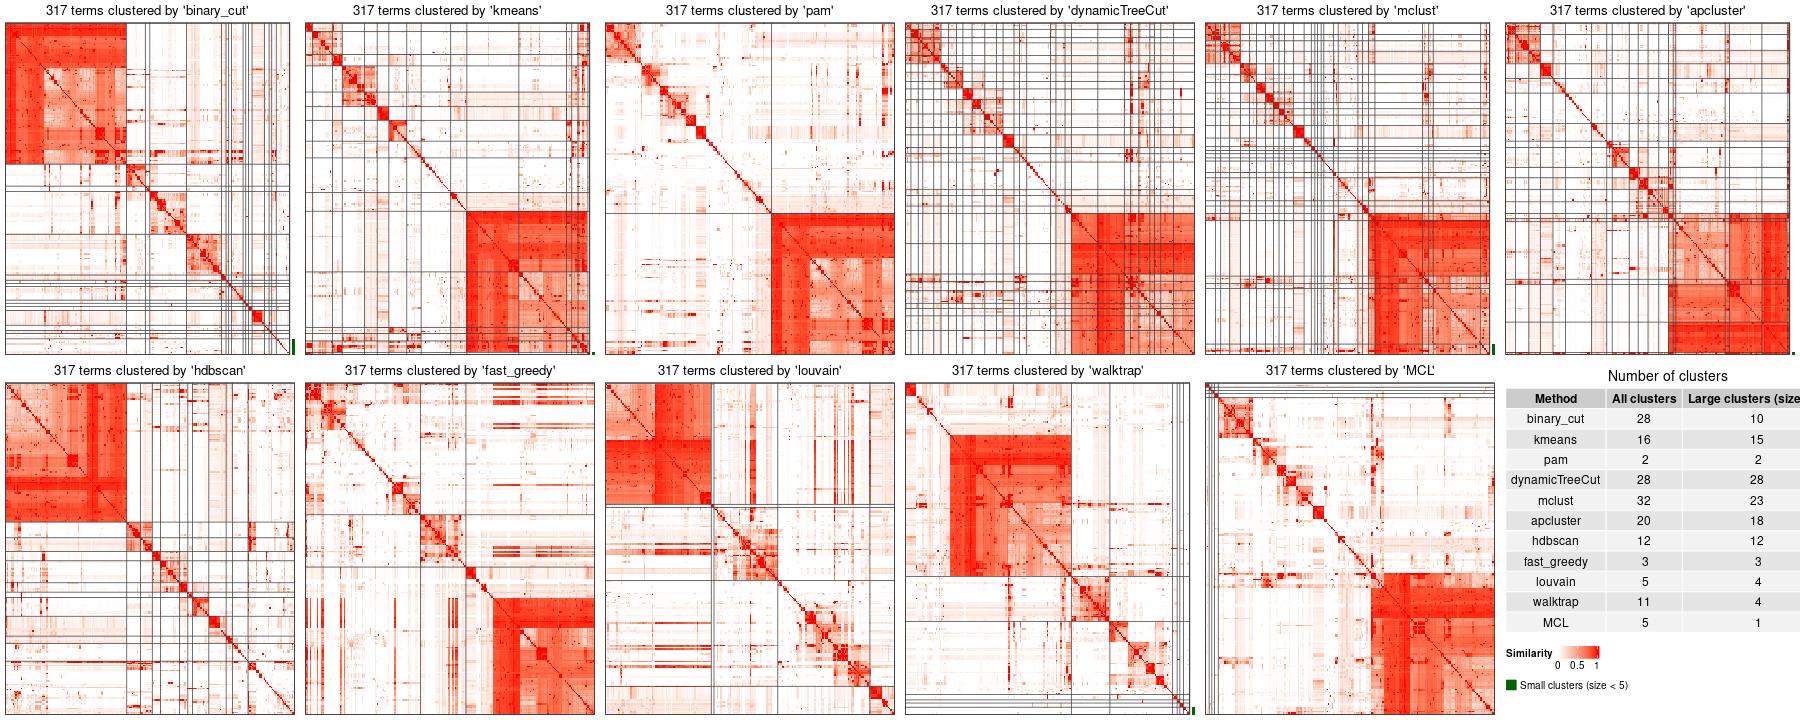 317 terms clustered by 'binary_cut'
317 terms clustered by 'kmeans'
317 terms clustered by 'pam'
317 terms clustered by 'dynamicTreeCut'
317 terms clustered by 'mclust'
317 terms clustered by 'apcluster'
317 terms clustered by 'hdbscan'
317 terms clustered by 'fast_greedy'
317 terms clustered by 'louvain'
317 terms clustered by 'walktrap'
317 terms clustered by 'MCL'
Number of clusters
Method All clusters Large clusters (size
binary_cut 28 10
kmeans 16 15
pam 2 2
dynamicTreeCut 28 28
mclust 32 23
apcluster 20 18
hdbscan 12 12
fast_greedy 3 3
louvain 5 4
walktrap 11 4
MCL 5 1
Similarity
0 0.5 1
Small clusters (size < 5)